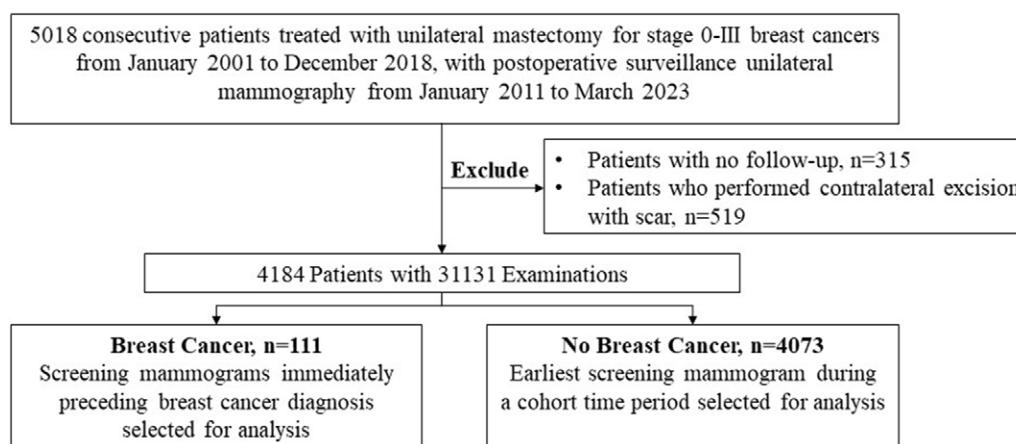 5018 consecutive patients treated with unilateral mastectomy for stage 0-III breast cancers
from January 2001 to December 2018, with postoperative surveillance unilateral
mammography from January 2011 to March 2023
Exclude
• Patients with no follow-up, n=315
• Patients who performed contralateral excision
with scar, n=519
4184 Patients with 31131 Examinations
Breast Cancer, n=111
Screening mammograms immediately
preceding breast cancer diagnosis
selected for analysis
No Breast Cancer, n=4073
Earliest screening mammogram during
a cohort time period selected for analysis